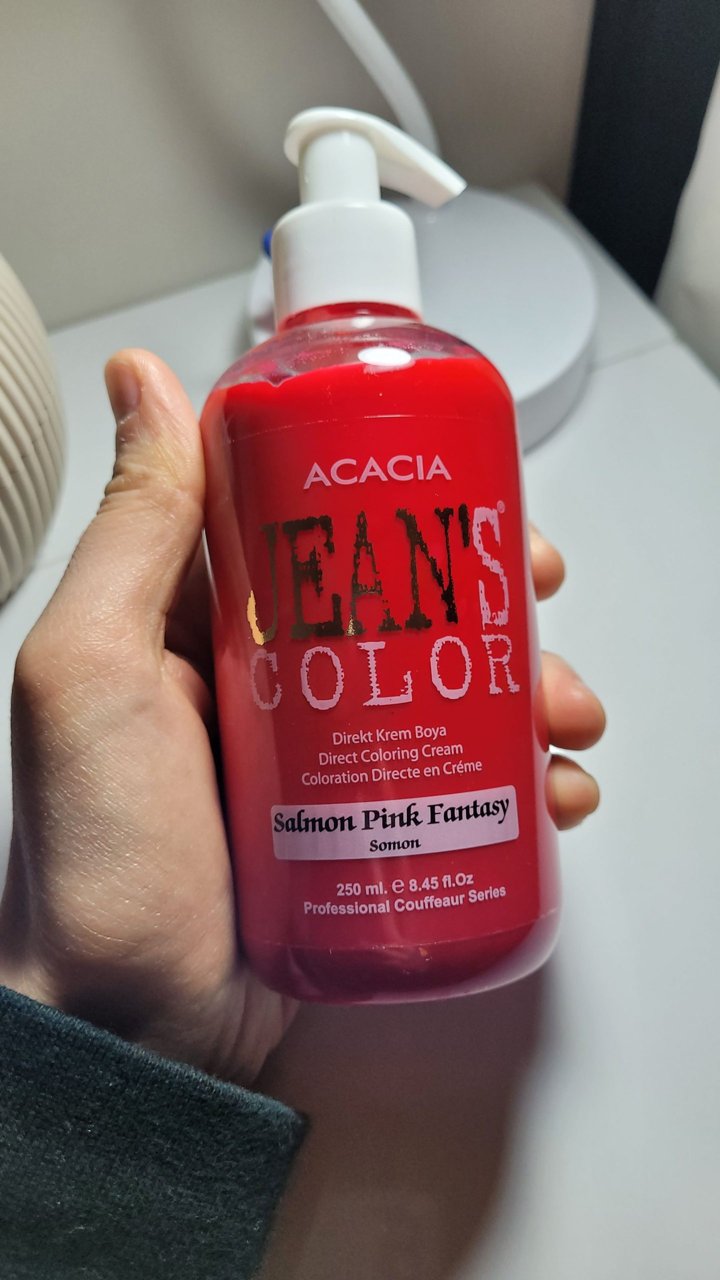 ACACIA
JEAN'S®
COLOR
Direkt Krem Boya
Direct Coloring Cream
Coloration Directe en Créme
Salmon Pink Fantasy
Somon
250 ml. ℮ 8.45 fl.Oz
Professional Couffeaur Series